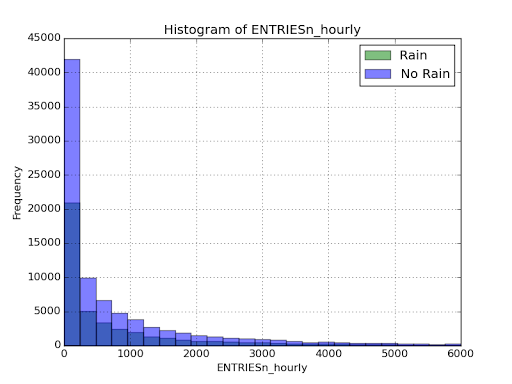 Histogram of ENTRIESn_hourly
Rain
No Rain
45000
40000
35000
30000
25000
20000
15000
10000
5000
0
Frequency
0 1000 2000 3000 4000 5000 6000
ENTRIESn_hourly